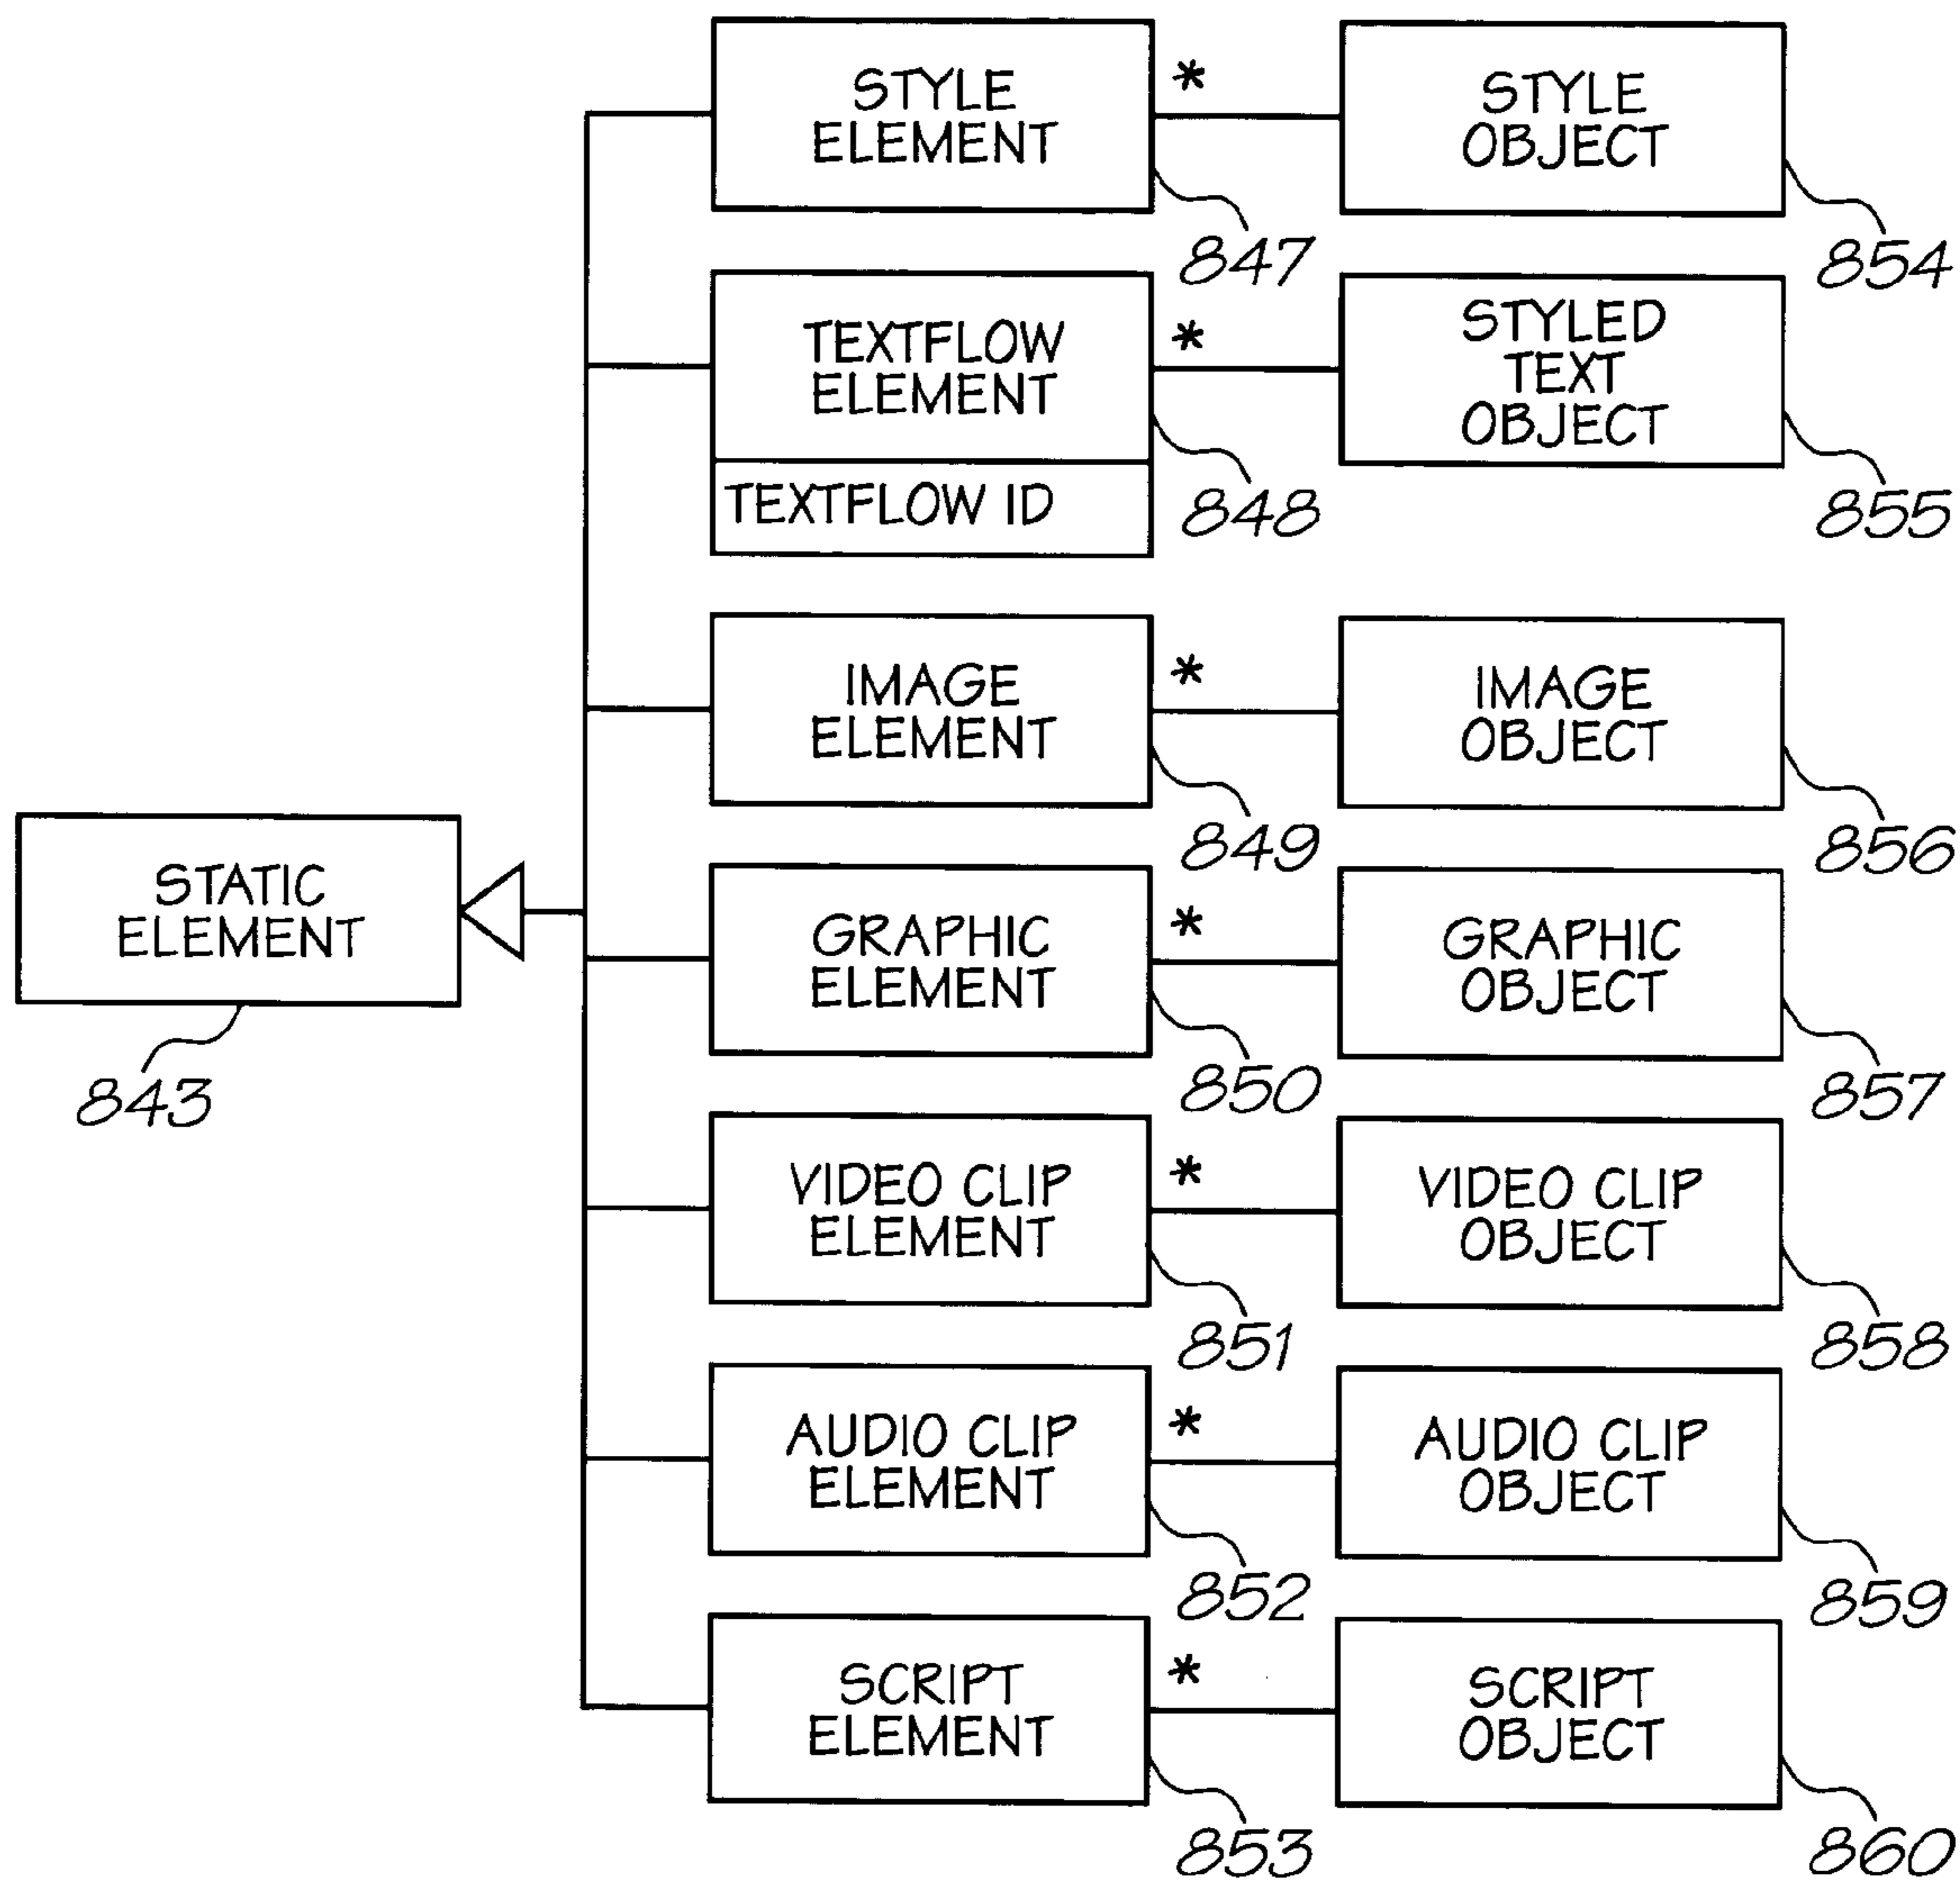 STYLE
ELEMENT
*
STYLE
OBJECT
847
854
TEXTFLOW
ELEMENT
TEXTFLOW ID
*
STYLED
TEXT
OBJECT
848
855
IMAGE
ELEMENT
*
IMAGE
OBJECT
849
856
STATIC
ELEMENT
843
GRAPHIC
ELEMENT
*
GRAPHIC
OBJECT
850
857
VIDEO CLIP
ELEMENT
*
VIDEO CLIP
OBJECT
851
858
AUDIO CLIP
ELEMENT
*
AUDIO CLIP
OBJECT
852
859
SCRIPT
ELEMENT
*
SCRIPT
OBJECT
853
860